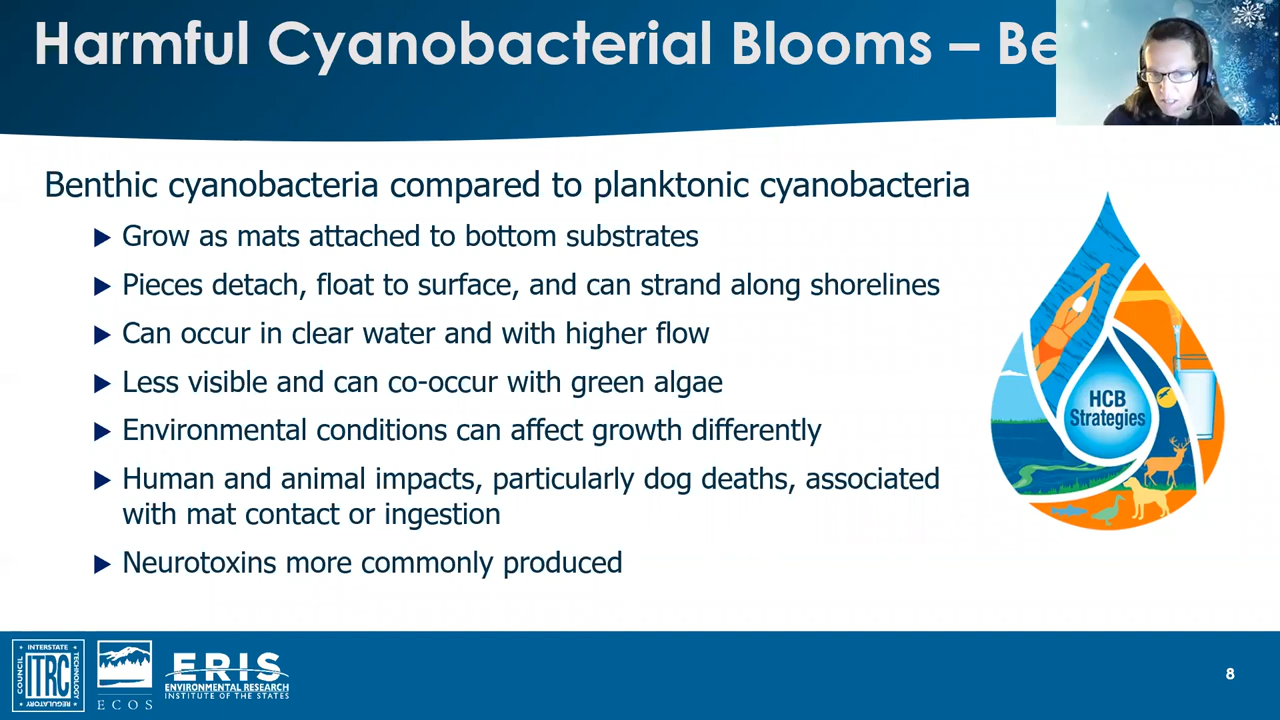 Harmful Cyanobacterial Blooms – Be
Benthic cyanobacteria compared to planktonic cyanobacteria
Grow as mats attached to bottom substrates
Pieces detach, float to surface, and can strand along shorelines
Can occur in clear water and with higher flow
Less visible and can co-occur with green algae
Environmental conditions can affect growth differently
Human and animal impacts, particularly dog deaths, associated
with mat contact or ingestion
Neurotoxins more commonly produced
HCB
Strategies
INTERSTATE
COUNCIL
ITRC
TECHNOLOGY
REGULATORY
ECOS
ERIS
ENVIRONMENTAL RESEARCH
INSTITUTE OF THE STATES
8